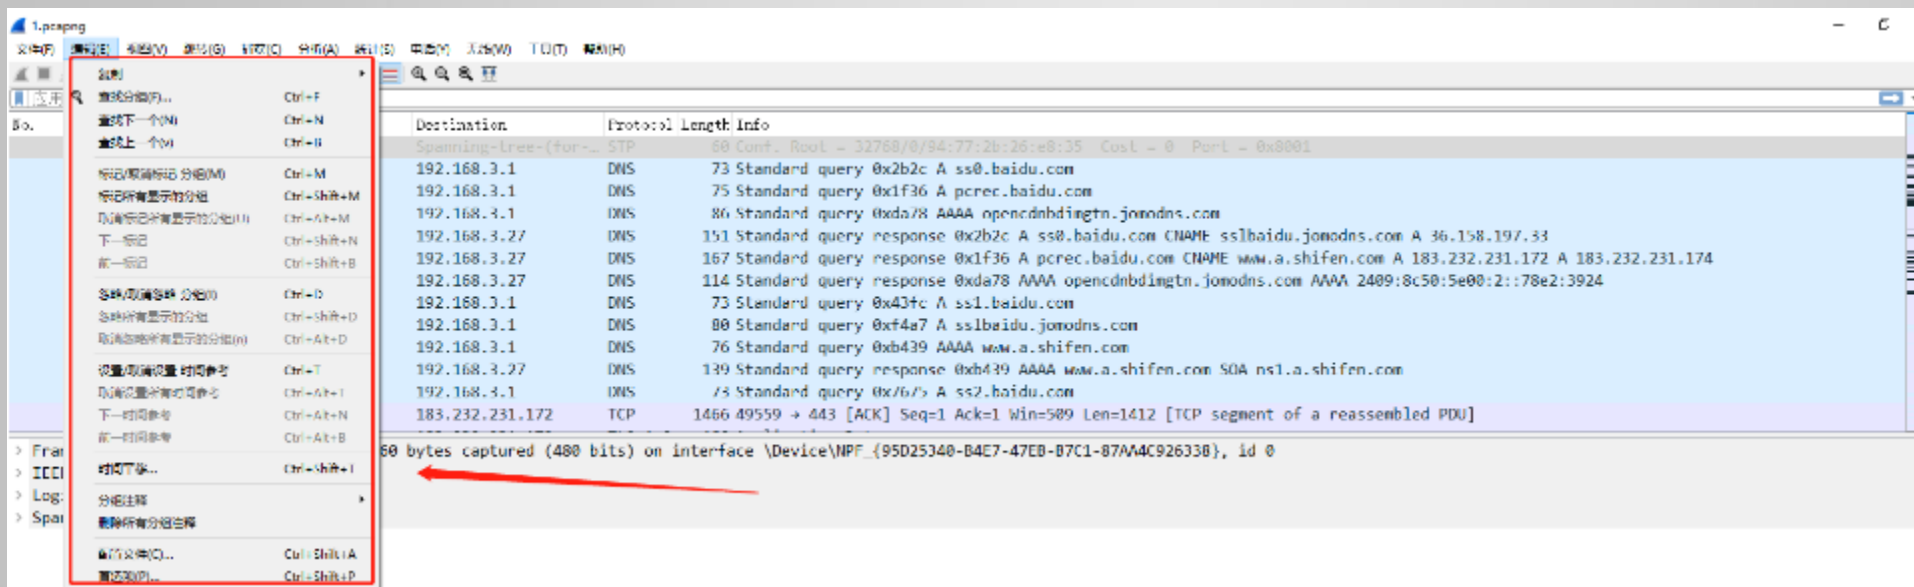 1.pcapng
文件(F) 编辑(E) 视图(V) 跳转(G) 捕获(C) 分析(A) 统计(S) 电话(Y) 无线(W) 工具(T) 帮助(H)
复制
应用
查找分组(F)... Ctrl+F
查找下一个(N) Ctrl+N
查找上一个(V) Ctrl+B
标记/取消标记 分组(M) Ctrl+M
标记所有显示的分组 Ctrl+Shift+M
取消标记所有显示的分组(U) Ctrl+Alt+M
下一标记 Ctrl+Shift+N
前一标记 Ctrl+Shift+B
忽略/取消忽略 分组(I) Ctrl+D
忽略所有显示的分组 Ctrl+Shift+D
取消忽略所有显示的分组(n) Ctrl+Alt+D
设置/取消设置 时间参考 Ctrl+T
取消设置所有时间参考 Ctrl+Alt+T
下一时间参考 Ctrl+Alt+N
前一时间参考 Ctrl+Alt+B
时间平移... Ctrl+Shift+T
分组注释
删除所有分组注释
配置文件(C)... Ctrl+Shift+A
首选项(P)... Ctrl+Shift+P
No. Destination Protocol Length Info
Spanning-tree-(for-… STP 60 Conf. Root = 32768/0/94:77:2b:26:e8:35 Cost = 0 Port = 0x8001
192.168.3.1 DNS 73 Standard query 0x2b2c A ss0.baidu.com
192.168.3.1 DNS 75 Standard query 0x1f36 A pcrec.baidu.com
192.168.3.1 DNS 86 Standard query 0xda78 AAAA opencdnbdimgtn.jomodns.com
192.168.3.27 DNS 151 Standard query response 0x2b2c A ss0.baidu.com CNAME sslbaidu.jomodns.com A 36.158.197.33
192.168.3.27 DNS 167 Standard query response 0x1f36 A pcrec.baidu.com CNAME www.a.shifen.com A 183.232.231.172 A 183.232.231.174
192.168.3.27 DNS 114 Standard query response 0xda78 AAAA opencdnbdimgtn.jomodns.com AAAA 2409:8c50:5e00:2::78e2:3924
192.168.3.1 DNS 73 Standard query 0x43fc A ss1.baidu.com
192.168.3.1 DNS 80 Standard query 0xf4a7 A sslbaidu.jomodns.com
192.168.3.1 DNS 76 Standard query 0xb439 AAAA www.a.shifen.com
192.168.3.27 DNS 139 Standard query response 0xb439 AAAA www.a.shifen.com SOA ns1.a.shifen.com
192.168.3.1 DNS 73 Standard query 0x7675 A ss2.baidu.com
183.232.231.172 TCP 1466 49559 → 443 [ACK] Seq=1 Ack=1 Win=509 Len=1412 [TCP segment of a reassembled PDU]
Fra 60 bytes captured (480 bits) on interface \Device\NPF_{95D25340-B4E7-47EB-B7C1-87AA4C926338}, id 0
IEE
Log
Spa